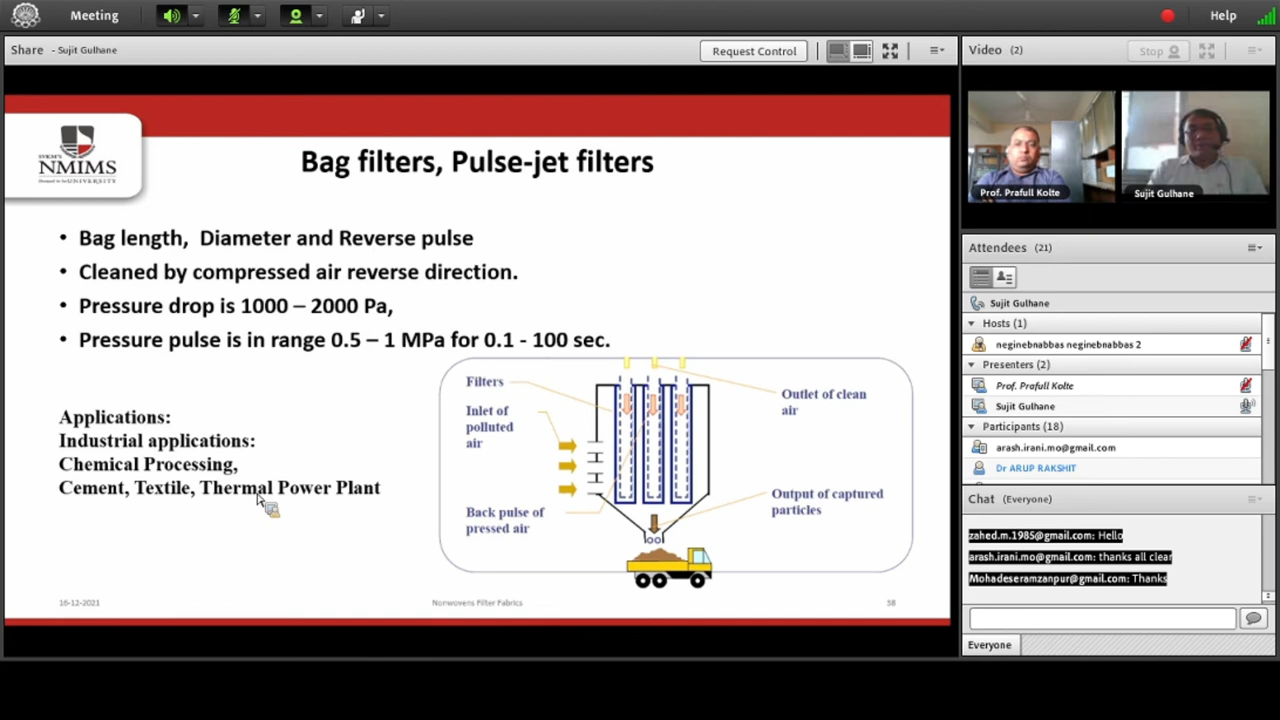 Meeting
Help
Share - Sujit Gulhane
Request Control
Video (2)
Stop
SVKM'S
NMIMS
Deemed to be UNIVERSITY
Bag filters, Pulse-jet filters
• Bag length, Diameter and Reverse pulse
• Cleaned by compressed air reverse direction.
• Pressure drop is 1000 – 2000 Pa,
• Pressure pulse is in range 0.5 – 1 MPa for 0.1 - 100 sec.
Applications:
Industrial applications:
Chemical Processing,
Cement, Textile, Thermal Power Plant
Filters
Inlet of
polluted
air
Back pulse of
pressed air
Outlet of clean
air
Output of captured
particles
16-12-2021
Nonwovens Filter Fabrics
58
Prof. Prafull Kolte
Sujit Gulhane
Attendees (21)
Sujit Gulhane
Hosts (1)
neginebnabbas neginebnabbas 2
Presenters (2)
Prof. Prafull Kolte
Sujit Gulhane
Participants (18)
arash.irani.mo@gmail.com
Dr ARUP RAKSHIT
Chat (Everyone)
zahed.m.1985@gmail.com: Hello
arash.irani.mo@gmail.com: thanks all clear
Mohadeseramzanpur@gmail.com: Thanks
Everyone